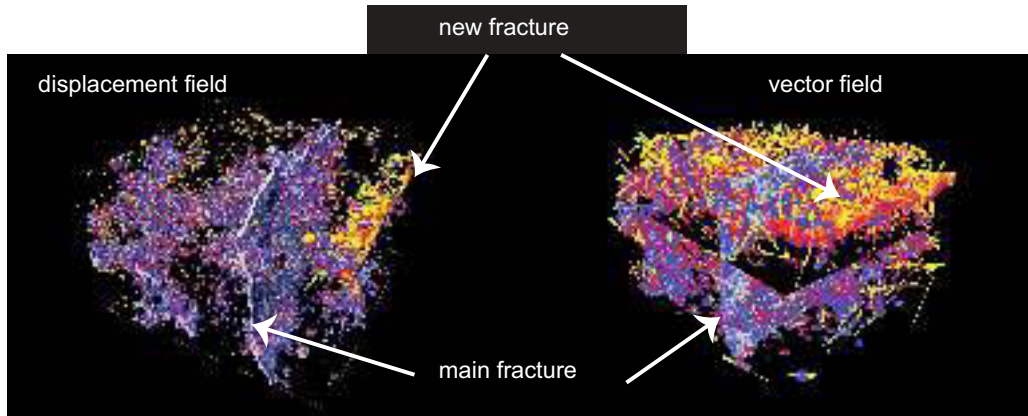 new fracture
displacement field
vector field
main fracture